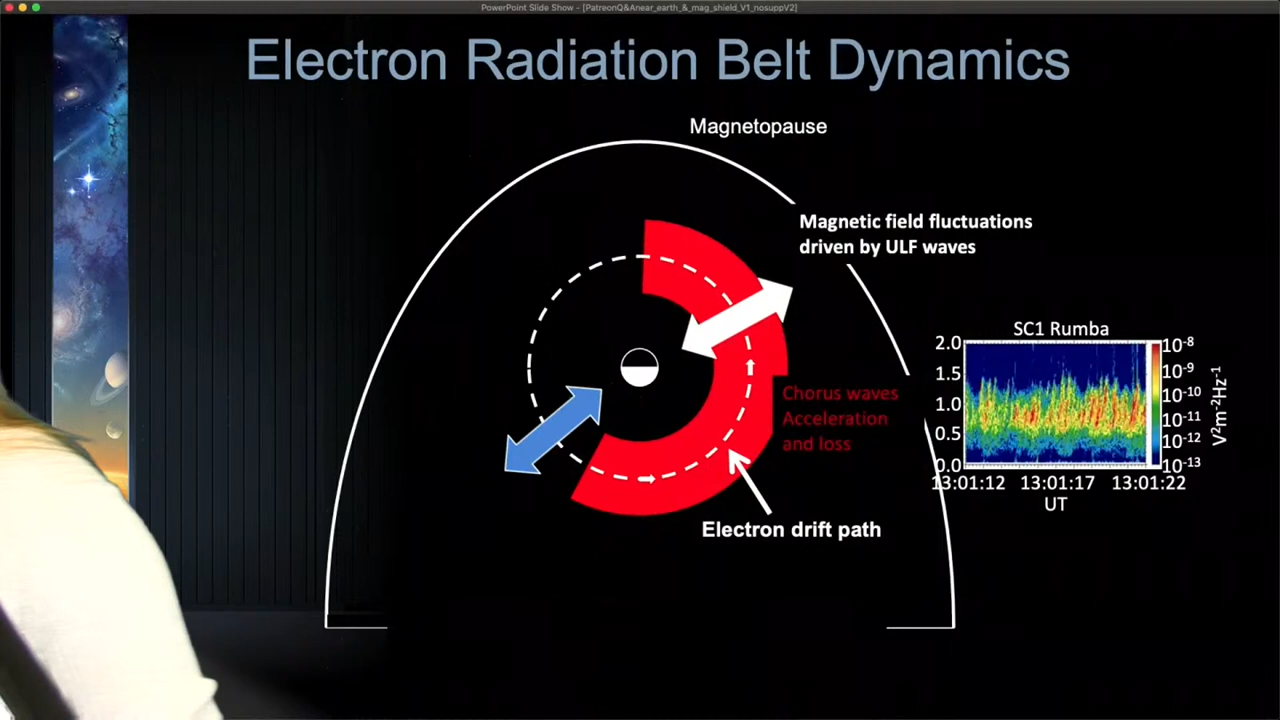 PowerPoint Slide Show - [PatreonQ&Anear_earth_&_mag_shield_V1_nosuppV2]
Electron Radiation Belt Dynamics
Magnetopause
Magnetic field fluctuations
driven by ULF waves
Chorus waves
Acceleration
and loss
Electron drift path
SC1 Rumba
2.0
1.5
1.0
0.5
0.0
10⁻⁸
10⁻⁹
10⁻¹⁰
10⁻¹¹
10⁻¹²
10⁻¹³
V²m⁻²Hz⁻¹
13:01:12 13:01:17 13:01:22
UT